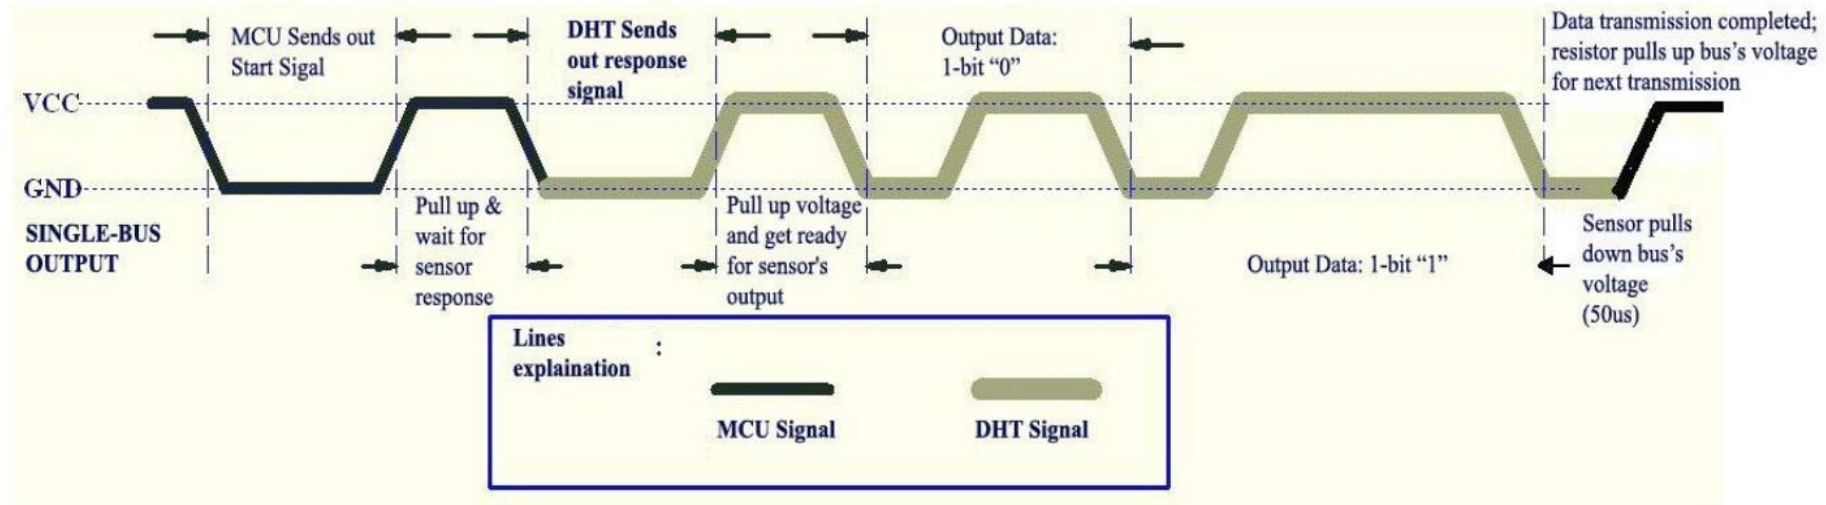 MCU Sends out
Start Sigal
DHT Sends
out response
signal
Output Data:
1-bit “0”
Data transmission completed;
resistor pulls up bus’s voltage
for next transmission
VCC
GND
SINGLE-BUS
OUTPUT
Pull up &
wait for
sensor
response
Pull up voltage
and get ready
for sensor's
output
Output Data: 1-bit “1”
Sensor pulls
down bus’s
voltage
(50us)
Lines :
explaination
MCU Signal
DHT Signal